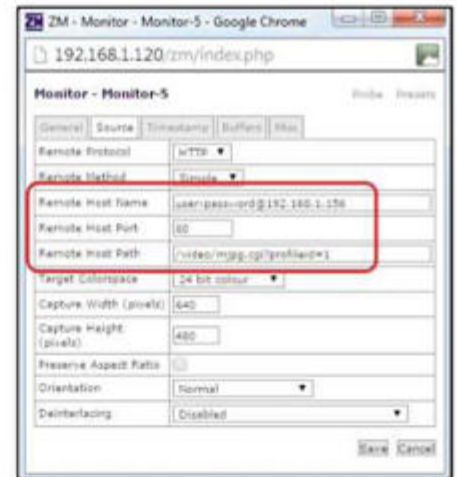 ZM - Monitor - Monitor-5 - Google Chrome
192.168.1.120/zm/index.php
Monitor - Monitor-5
Probe Presets
General Source Timestamp Buffers Misc
Remote Protocol HTTP
Remote Method Simple
Remote Host Name user:password@192.168.1.156
Remote Host Port 80
Remote Host Path /video/mjpg.cgi?profileid=1
Target Colorspace 24 bit colour
Capture Width (pixels) 640
Capture Height (pixels) 480
Preserve Aspect Ratio
Orientation Normal
Deinterlacing Disabled
Save Cancel